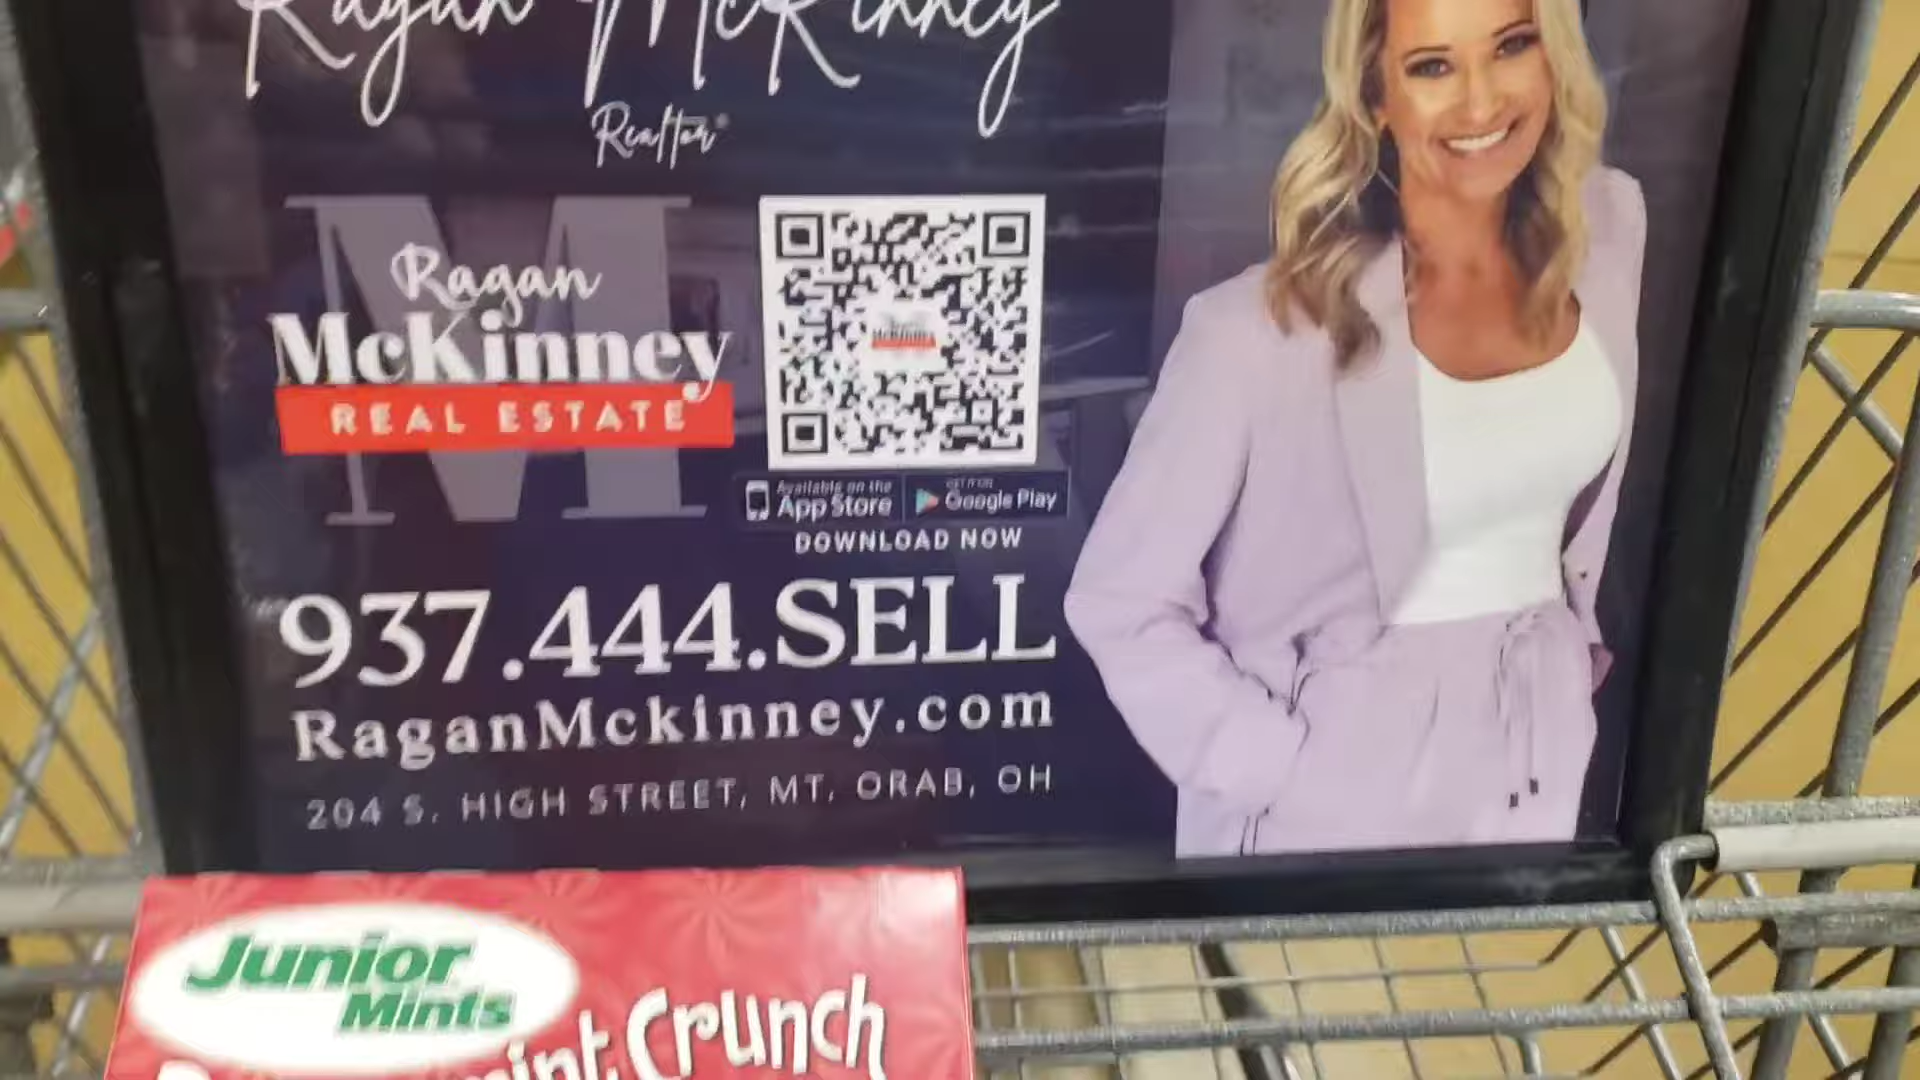 Ragan McKinney
Realtor®
Ragan
McKinney
REAL ESTATE
Available on the
App Store
GET IT ON
Google Play
DOWNLOAD NOW
937.444.SELL
RaganMckinney.com
204 S. HIGH STREET, MT. ORAB, OH
Junior
Mints
Crunch